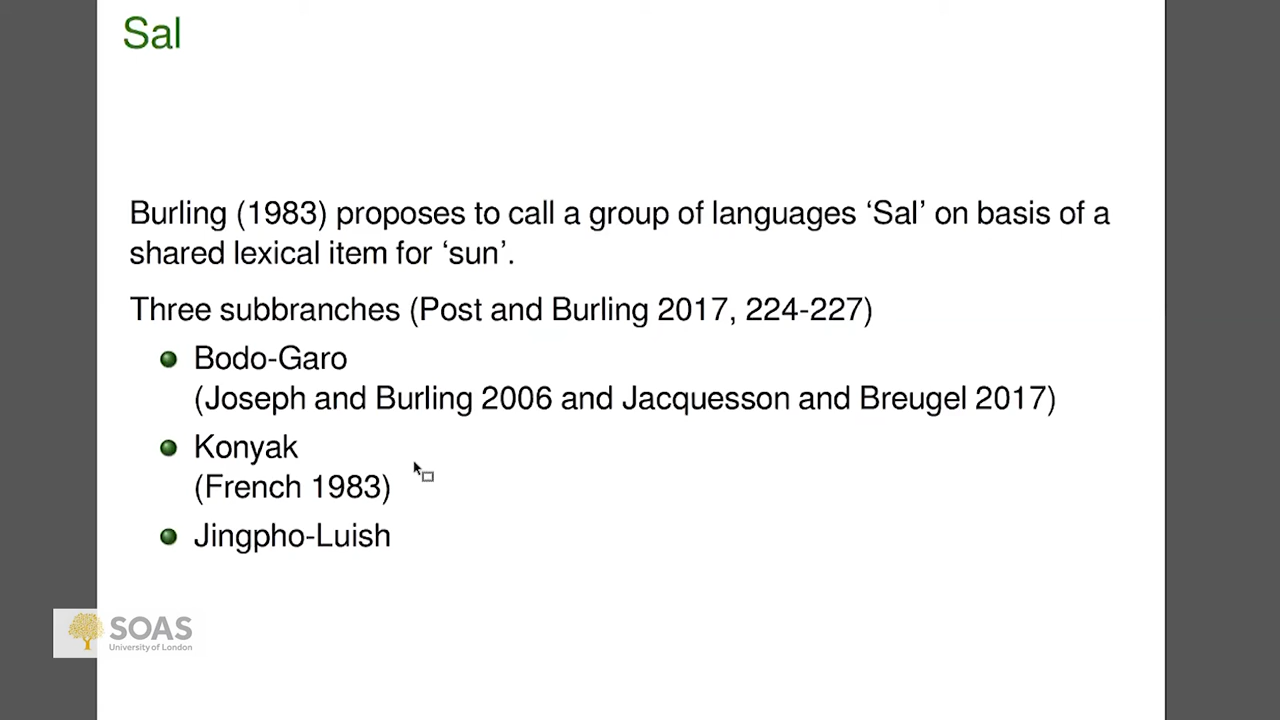 Sal
Burling (1983) proposes to call a group of languages ‘Sal’ on basis of a
shared lexical item for ‘sun’.
Three subbranches (Post and Burling 2017, 224-227)
Bodo-Garo
(Joseph and Burling 2006 and Jacquesson and Breugel 2017)
Konyak
(French 1983)
Jingpho-Luish
SOAS
University of London